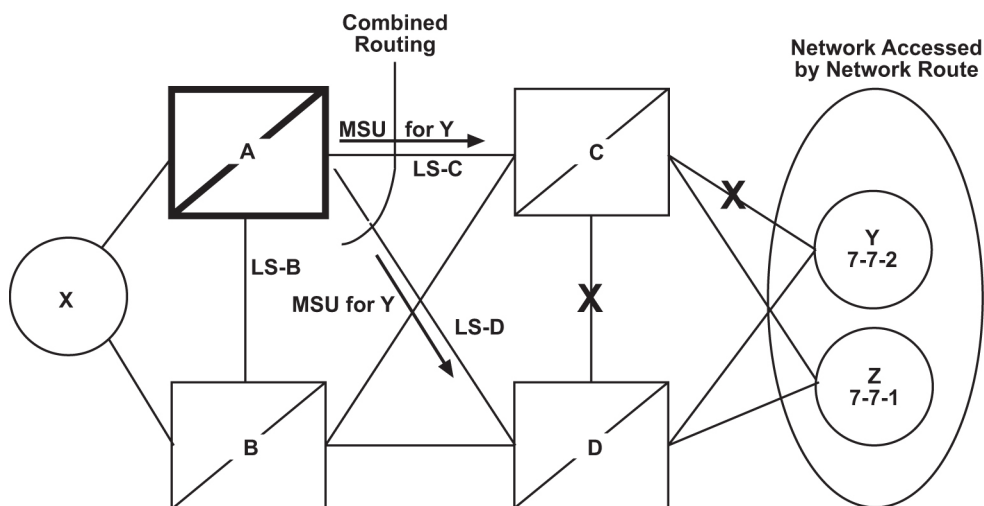 Combined
Routing
Network Accessed
by Network Route
MSU for Y
A
C
LS-C
X
Y
7-7-2
LS-B
X
MSU for Y
X
LS-D
Z
7-7-1
B
D